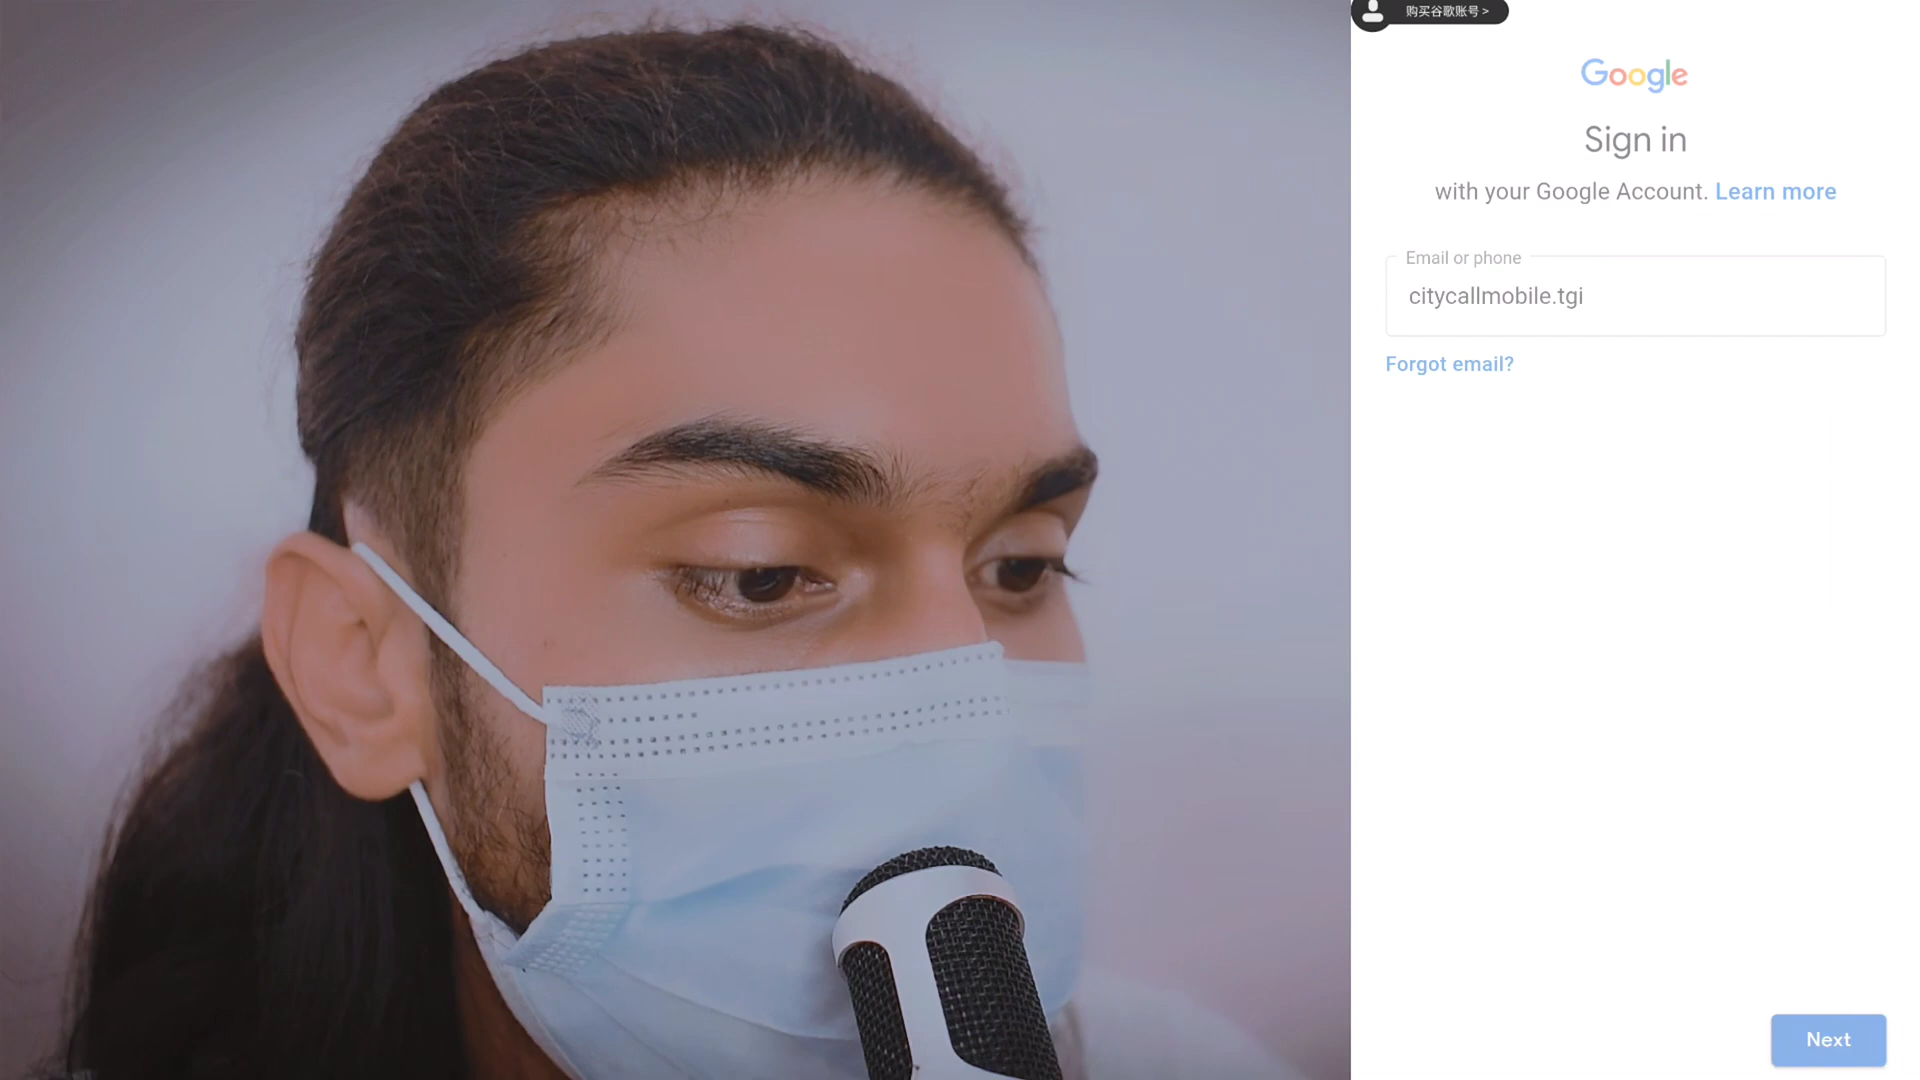 购买谷歌账号 >
Google
Sign in
with your Google Account. Learn more
Email or phone
citycallmobile.tgi
Forgot email?
Next